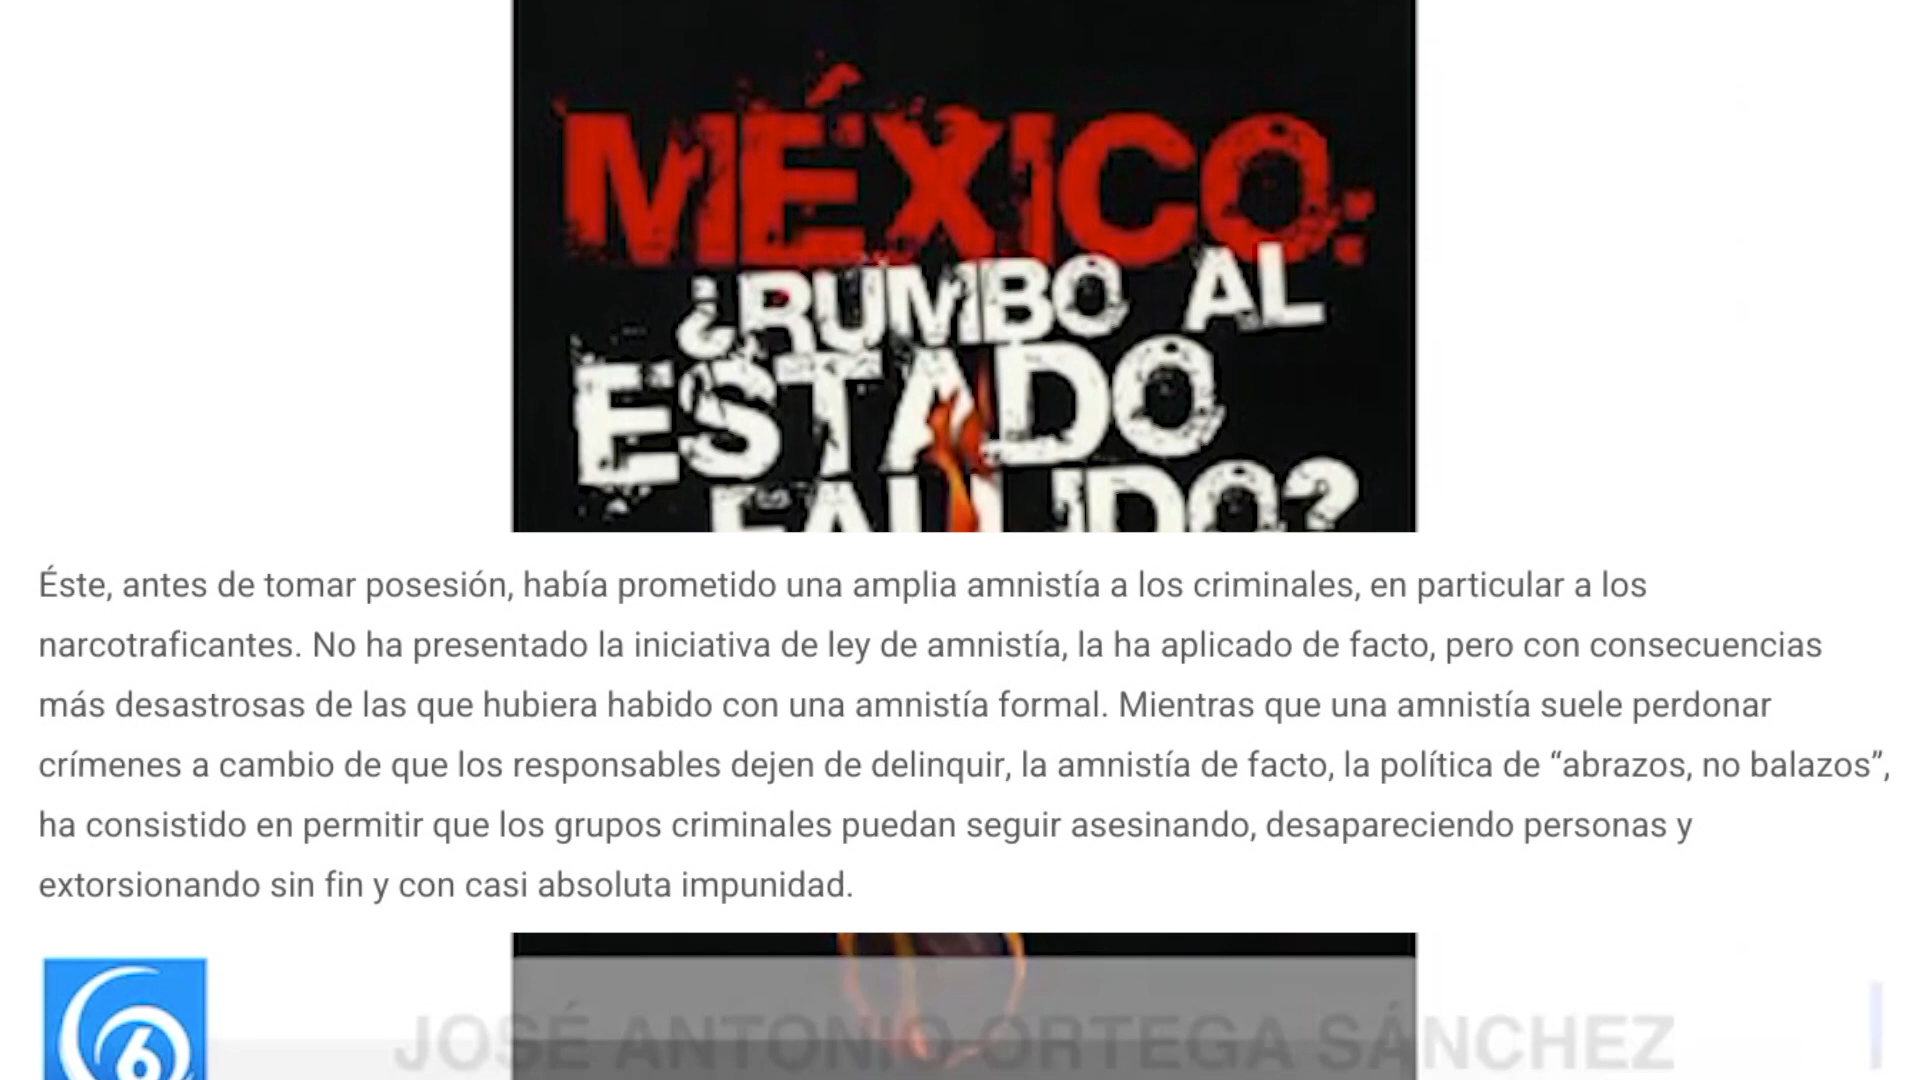 MÉXICO:
¿RUMBO AL
ESTADO
FALLIDO?
Éste, antes de tomar posesión, había prometido una amplia amnistía a los criminales, en particular a los
narcotraficantes. No ha presentado la iniciativa de ley de amnistía, la ha aplicado de facto, pero con consecuencias
más desastrosas de las que hubiera habido con una amnistía formal. Mientras que una amnistía suele perdonar
crímenes a cambio de que los responsables dejen de delinquir, la amnistía de facto, la política de “abrazos, no balazos”,
ha consistido en permitir que los grupos criminales puedan seguir asesinando, desapareciendo personas y
extorsionando sin fin y con casi absoluta impunidad.
6
JOSÉ ANTONIO ORTEGA SÁNCHEZ